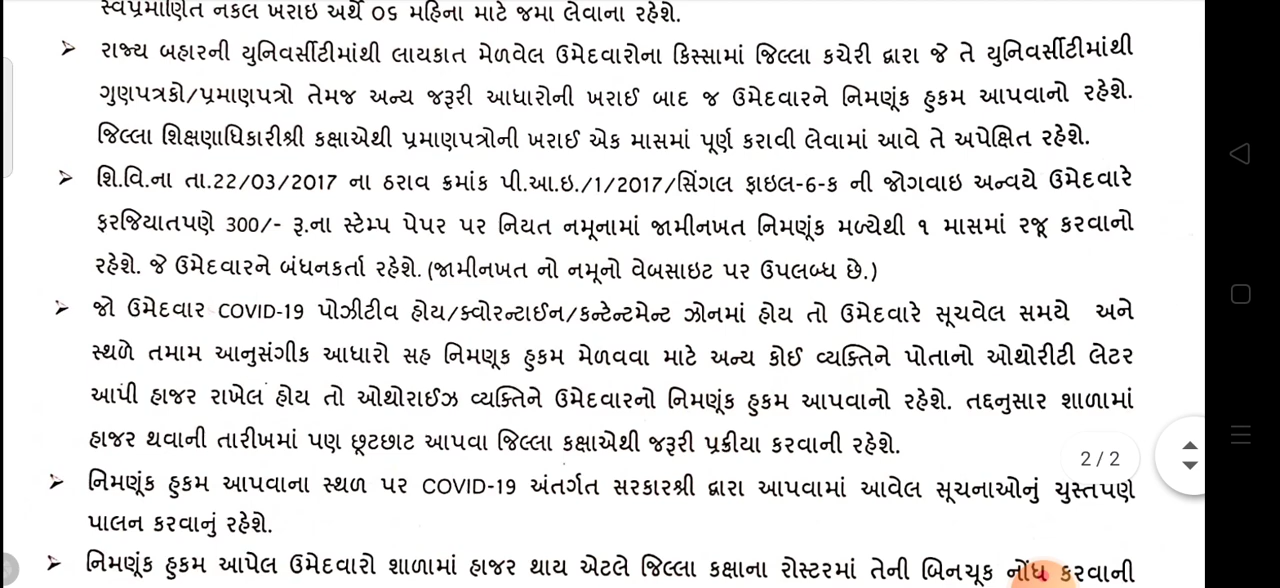 સ્વપ્રમાણિત નકલ ખરાઇ અર્થે 0૬ મહિના માટે જમા લેવાના રહેશે.
➢ રાજ્ય બહારની યુનિવર્સીટીમાંથી લાયકાત મેળવેલ ઉમેદવારોના કિસ્સામાં જિલ્લા કચેરી દ્વારા જે તે યુનિવર્સીટીમાંથી
ગુણપત્રકો/પ્રમાણપત્રો તેમજ અન્ય જરૂરી આધારોની ખરાઈ બાદ જ ઉમેદવારને નિમણૂંક હુકમ આપવાનો રહેશે.
જિલ્લા શિક્ષણાધિકારીશ્રી કક્ષાએથી પ્રમાણપત્રોની ખરાઈ એક માસમાં પૂર્ણ કરાવી લેવામાં આવે તે અપેક્ષિત રહેશે.
➢ શિ.વિ.ના તા.22/03/2017 ના ઠરાવ ક્રમાંક પી.આ.ઇ./1/2017/સિંગલ ફાઇલ-6-ક ની જોગવાઇ અન્વયે ઉમેદવારે
ફરજિયાતપણે 300/- રૂ.ના સ્ટેમ્પ પેપર પર નિયત નમૂનામાં જામીનખત નિમણૂંક મળ્યેથી ૧ માસમાં રજૂ કરવાનો
રહેશે. જે ઉમેદવારને બંધનકર્તા રહેશે. (જામીનખત નો નમૂનો વેબસાઇટ પર ઉપલબ્ધ છે.)
➢ જો ઉમેદવાર COVID-19 પોઝીટીવ હોય/ક્વોરન્ટાઈન/કન્ટેન્ટમેન્ટ ઝોનમાં હોય તો ઉમેદવારે સૂચવેલ સમયે અને
સ્થળે તમામ આનુસંગીક આધારો સહ નિમણૂક હુકમ મેળવવા માટે અન્ય કોઈ વ્યક્તિને પોતાનો ઓથોરીટી લેટર
આપી હાજર રાખેલ હોય તો ઓથોરાઈઝ વ્યક્તિને ઉમેદવારનો નિમણૂંક હુકમ આપવાનો રહેશે. તદ્દનુસાર શાળામાં
હાજર થવાની તારીખમાં પણ છૂટછાટ આપવા જિલ્લા કક્ષાએથી જરૂરી પ્રક્રીયા કરવાની રહેશે.
2/2
➢ નિમણૂંક હુકમ આપવાના સ્થળ પર COVID-19 અંતર્ગત સરકારશ્રી દ્વારા આપવામાં આવેલ સૂચનાઓનું ચુસ્તપણે
પાલન કરવાનું રહેશે.
➢ નિમણૂંક હુકમ આપેલ ઉમેદવારો શાળામાં હાજર થાય એટલે જિલ્લા કક્ષાના રોસ્ટરમાં તેની બિનચૂક નોંધ કરવાની